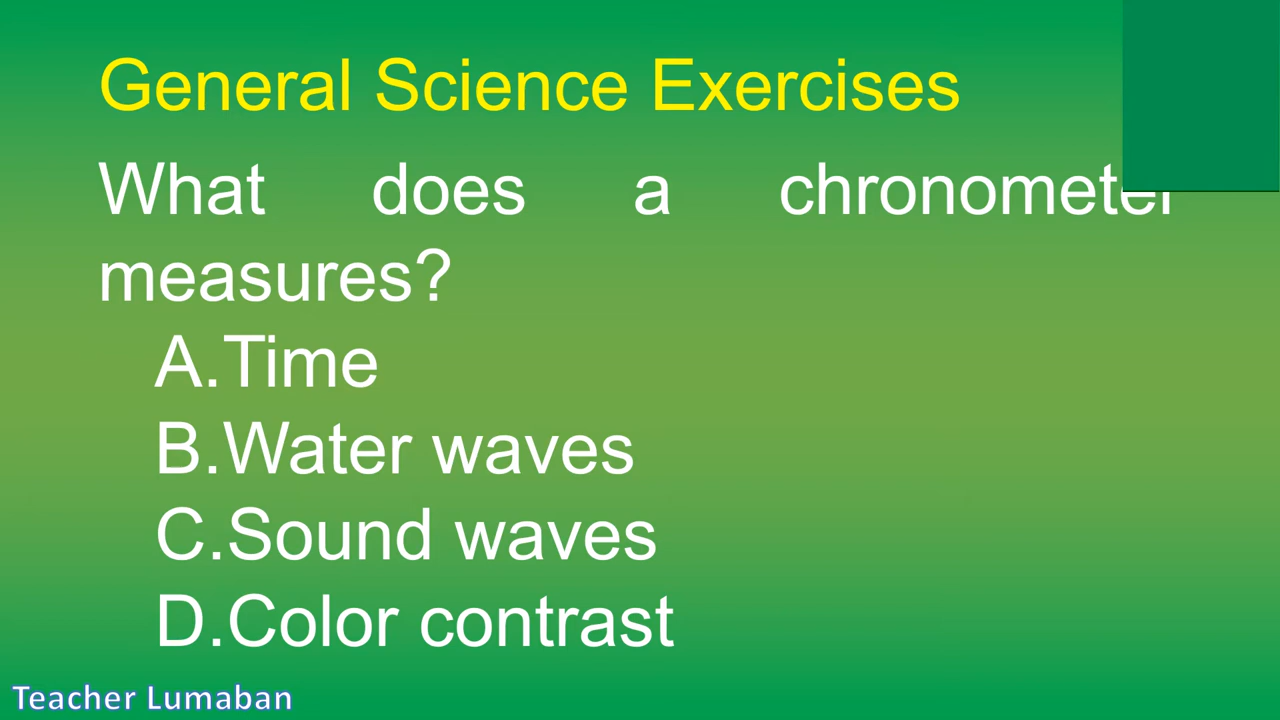 General Science Exercises
What does a chronometer
measures?
A.Time
B.Water waves
C.Sound waves
D.Color contrast
Teacher Lumaban